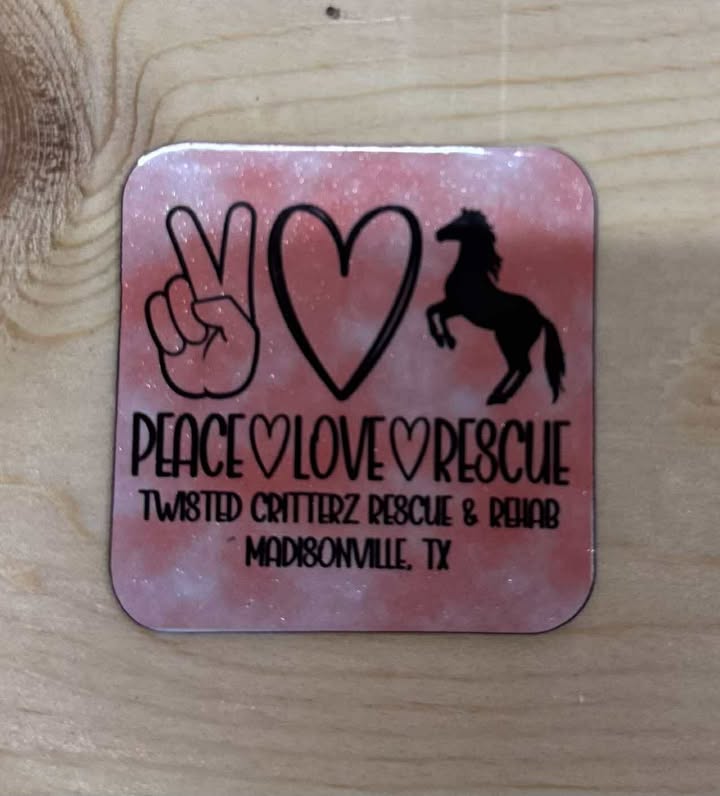 PEACE♡LOVE♡RESCUE
TWISTED CRITTERZ RESCUE & REHAB
MADISONVILLE, TX